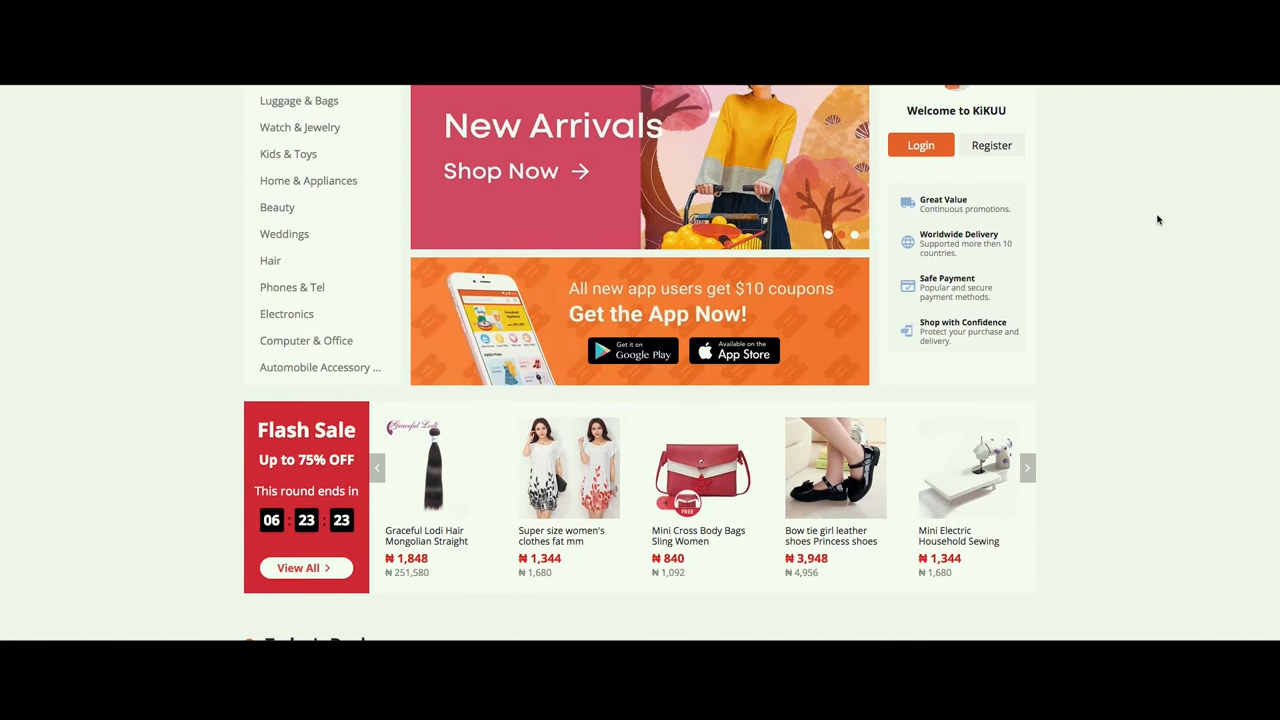 Luggage & Bags
Watch & Jewelry
Kids & Toys
Home & Appliances
Beauty
Weddings
Hair
Phones & Tel
Electronics
Computer & Office
Automobile Accessory ...
New Arrivals
Shop Now →
All new app users get $10 coupons
Get the App Now!
Get it on
Google Play
Available on the
App Store
Welcome to KiKUU
Login
Register
Great Value
Continuous promotions.
Worldwide Delivery
Supported more then 10
countries.
Safe Payment
Popular and secure
payment methods.
Shop with Confidence
Protect your purchase and
delivery.
Flash Sale
Up to 75% OFF
This round ends in
06 : 23 : 23
View All >
Graceful Lodi
Graceful Lodi Hair
Mongolian Straight
₦ 1,848
₦ 251,580
Super size women's
clothes fat mm
₦ 1,344
₦ 1,680
FREE
Mini Cross Body Bags
Sling Women
₦ 840
₦ 1,092
Bow tie girl leather
shoes Princess shoes
₦ 3,948
₦ 4,956
Mini Electric
Household Sewing
₦ 1,344
₦ 1,680